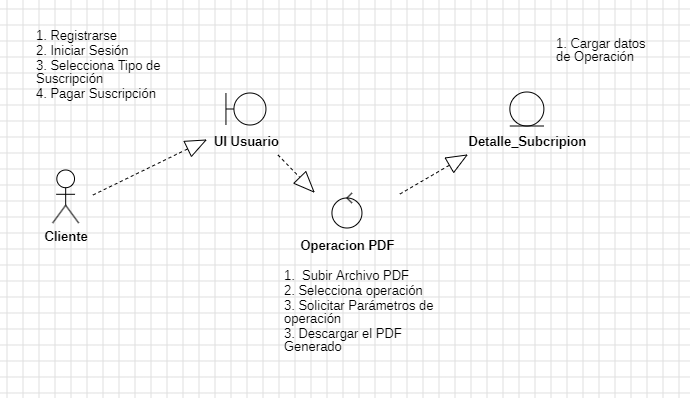 1. Registrarse
2. Iniciar Sesión
3. Selecciona Tipo de
Suscripción
4. Pagar Suscripción
1. Cargar datos
de Operación
UI Usuario
Detalle_Subcripion
Cliente
Operacion PDF
1. Subir Archivo PDF
2. Selecciona operación
3. Solicitar Parámetros de
operación
3. Descargar el PDF
Generado